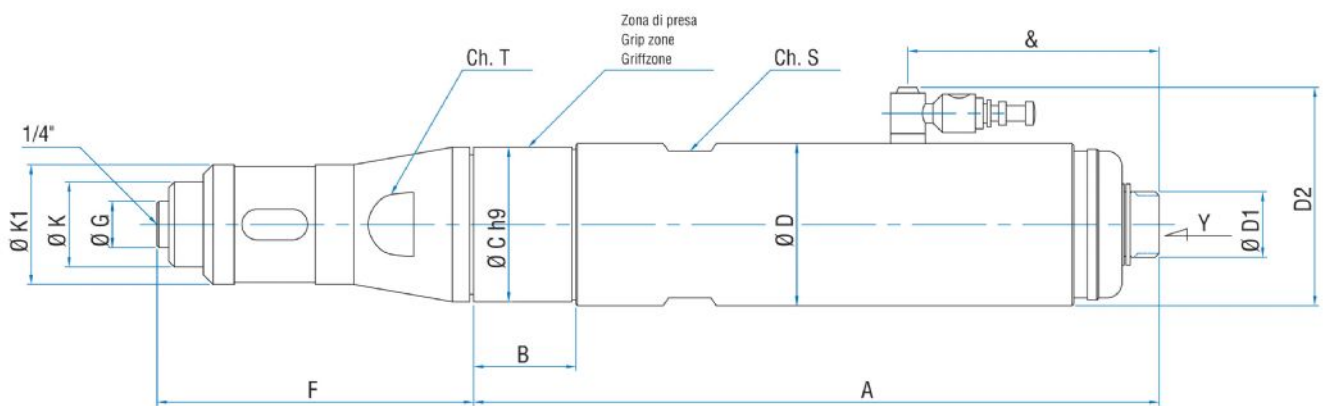 Zona di presa
Grip zone
Griffzone
&
Ch. T
Ch. S
1/4"
Ø K1
Ø K
Ø G
Ø C h9
Ø D
Y
Ø D1
D2
B
F
A